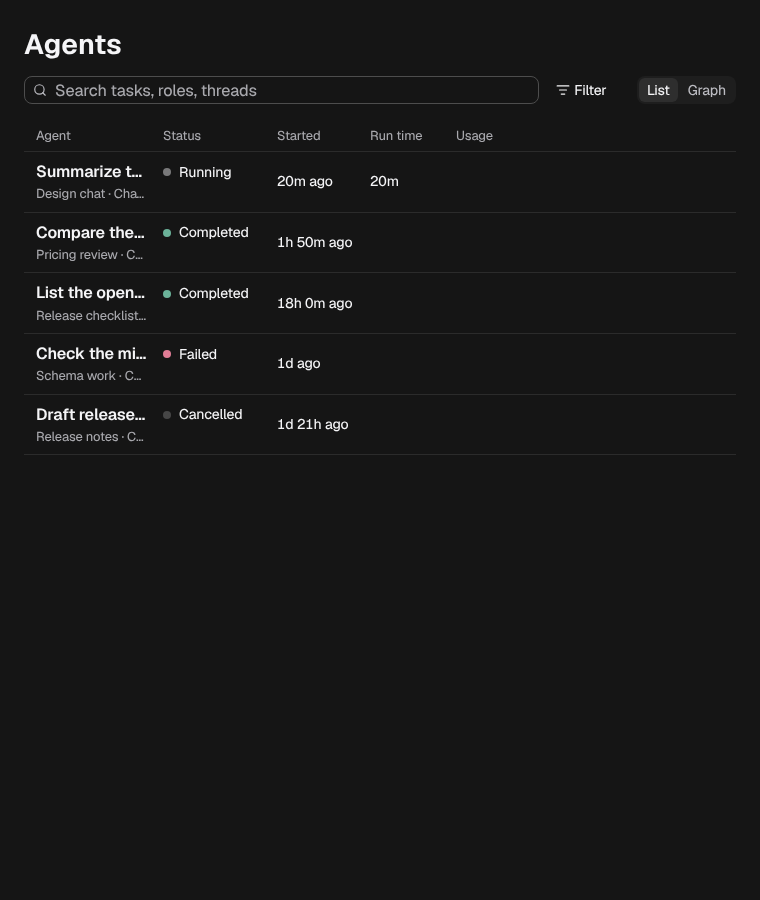 Agents
Search tasks, roles, threads
Filter
List
Graph
Agent Status Started Run time Usage
Summarize t...
Running
20m ago
20m
Design chat · Cha...
Compare the...
Completed
1h 50m ago
Pricing review · C...
List the open...
Completed
18h 0m ago
Release checklist...
Check the mi...
Failed
1d ago
Schema work · C...
Draft release...
Cancelled
1d 21h ago
Release notes · C...